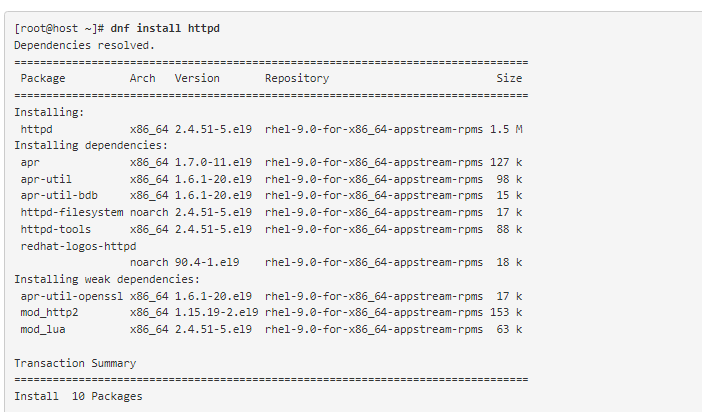 [root@host ~]# dnf install httpd
Dependencies resolved.
================================================================================
 Package          Arch   Version       Repository                          Size
================================================================================
Installing:
 httpd            x86_64 2.4.51-5.el9  rhel-9.0-for-x86_64-appstream-rpms 1.5 M
Installing dependencies:
 apr              x86_64 1.7.0-11.el9  rhel-9.0-for-x86_64-appstream-rpms 127 k
 apr-util         x86_64 1.6.1-20.el9  rhel-9.0-for-x86_64-appstream-rpms  98 k
 apr-util-bdb     x86_64 1.6.1-20.el9  rhel-9.0-for-x86_64-appstream-rpms  15 k
 httpd-filesystem noarch 2.4.51-5.el9  rhel-9.0-for-x86_64-appstream-rpms  17 k
 httpd-tools      x86_64 2.4.51-5.el9  rhel-9.0-for-x86_64-appstream-rpms  88 k
 redhat-logos-httpd
                  noarch 90.4-1.el9    rhel-9.0-for-x86_64-appstream-rpms  18 k
Installing weak dependencies:
 apr-util-openssl x86_64 1.6.1-20.el9  rhel-9.0-for-x86_64-appstream-rpms  17 k
 mod_http2        x86_64 1.15.19-2.el9 rhel-9.0-for-x86_64-appstream-rpms 153 k
 mod_lua          x86_64 2.4.51-5.el9  rhel-9.0-for-x86_64-appstream-rpms  63 k

Transaction Summary
================================================================================
Install  10 Packages